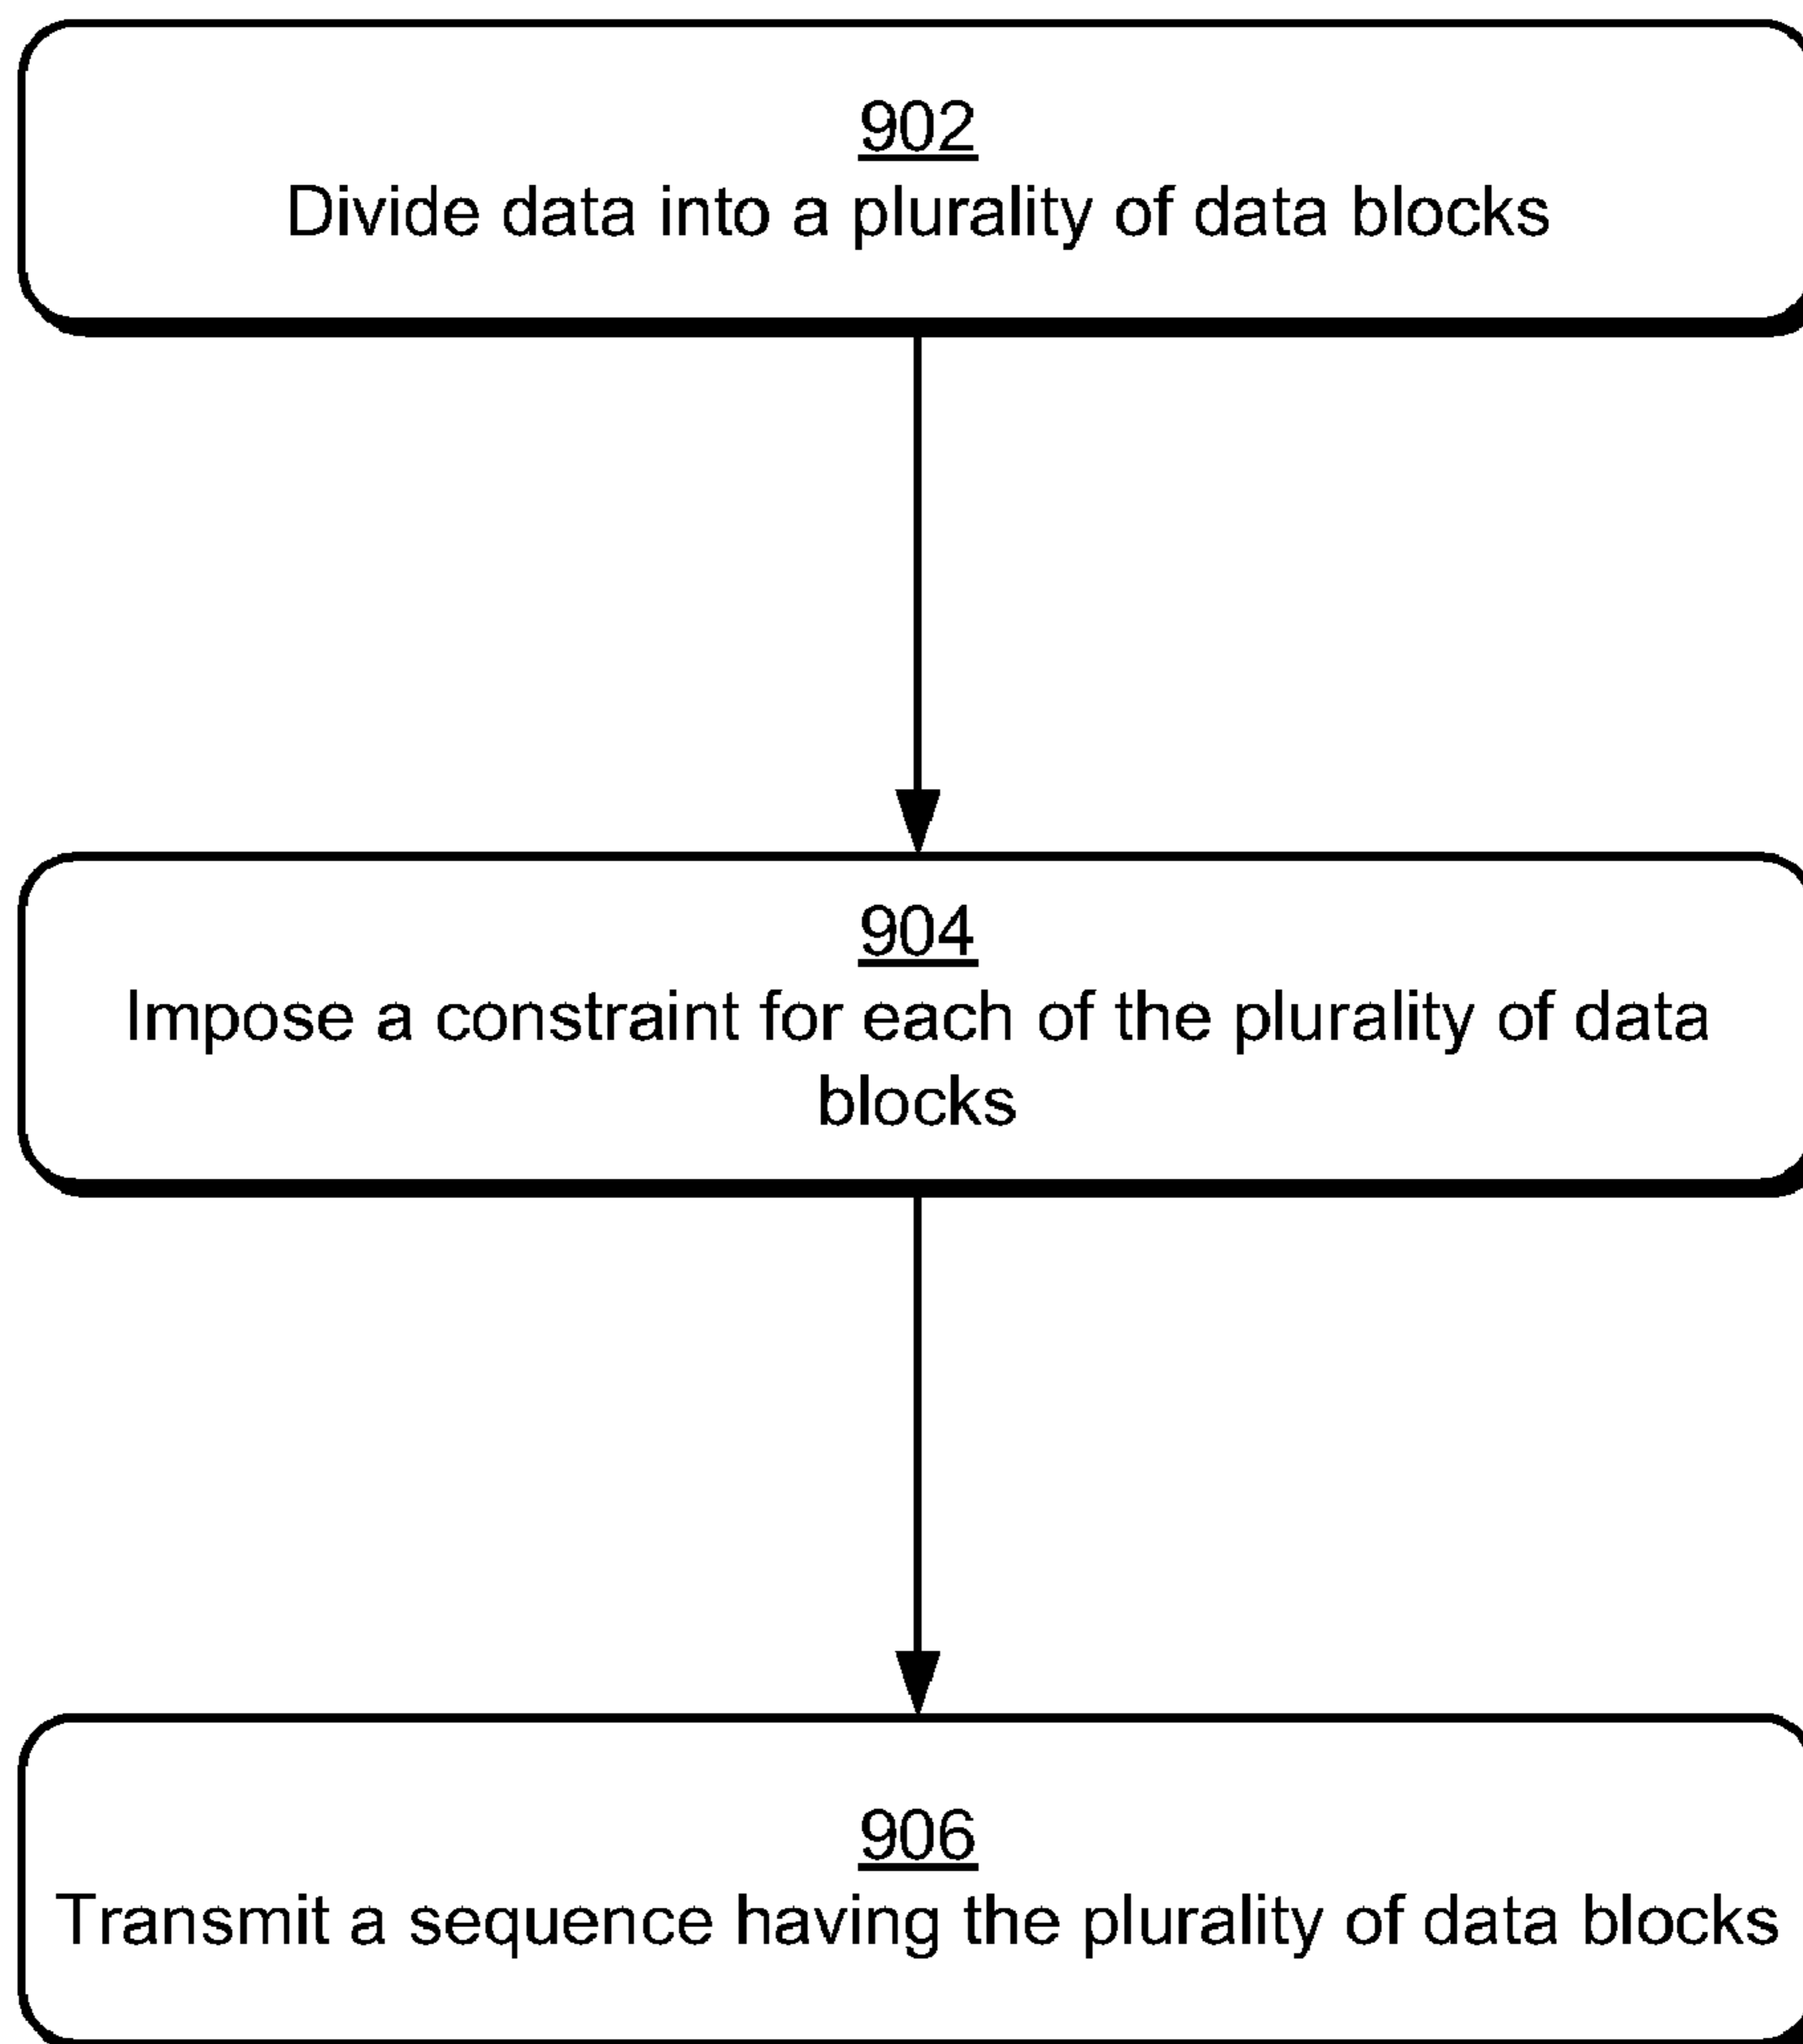 902
Divide data into a plurality of data blocks
904
Impose a constraint for each of the plurality of data
blocks
906
Transmit a sequence having the plurality of data blocks